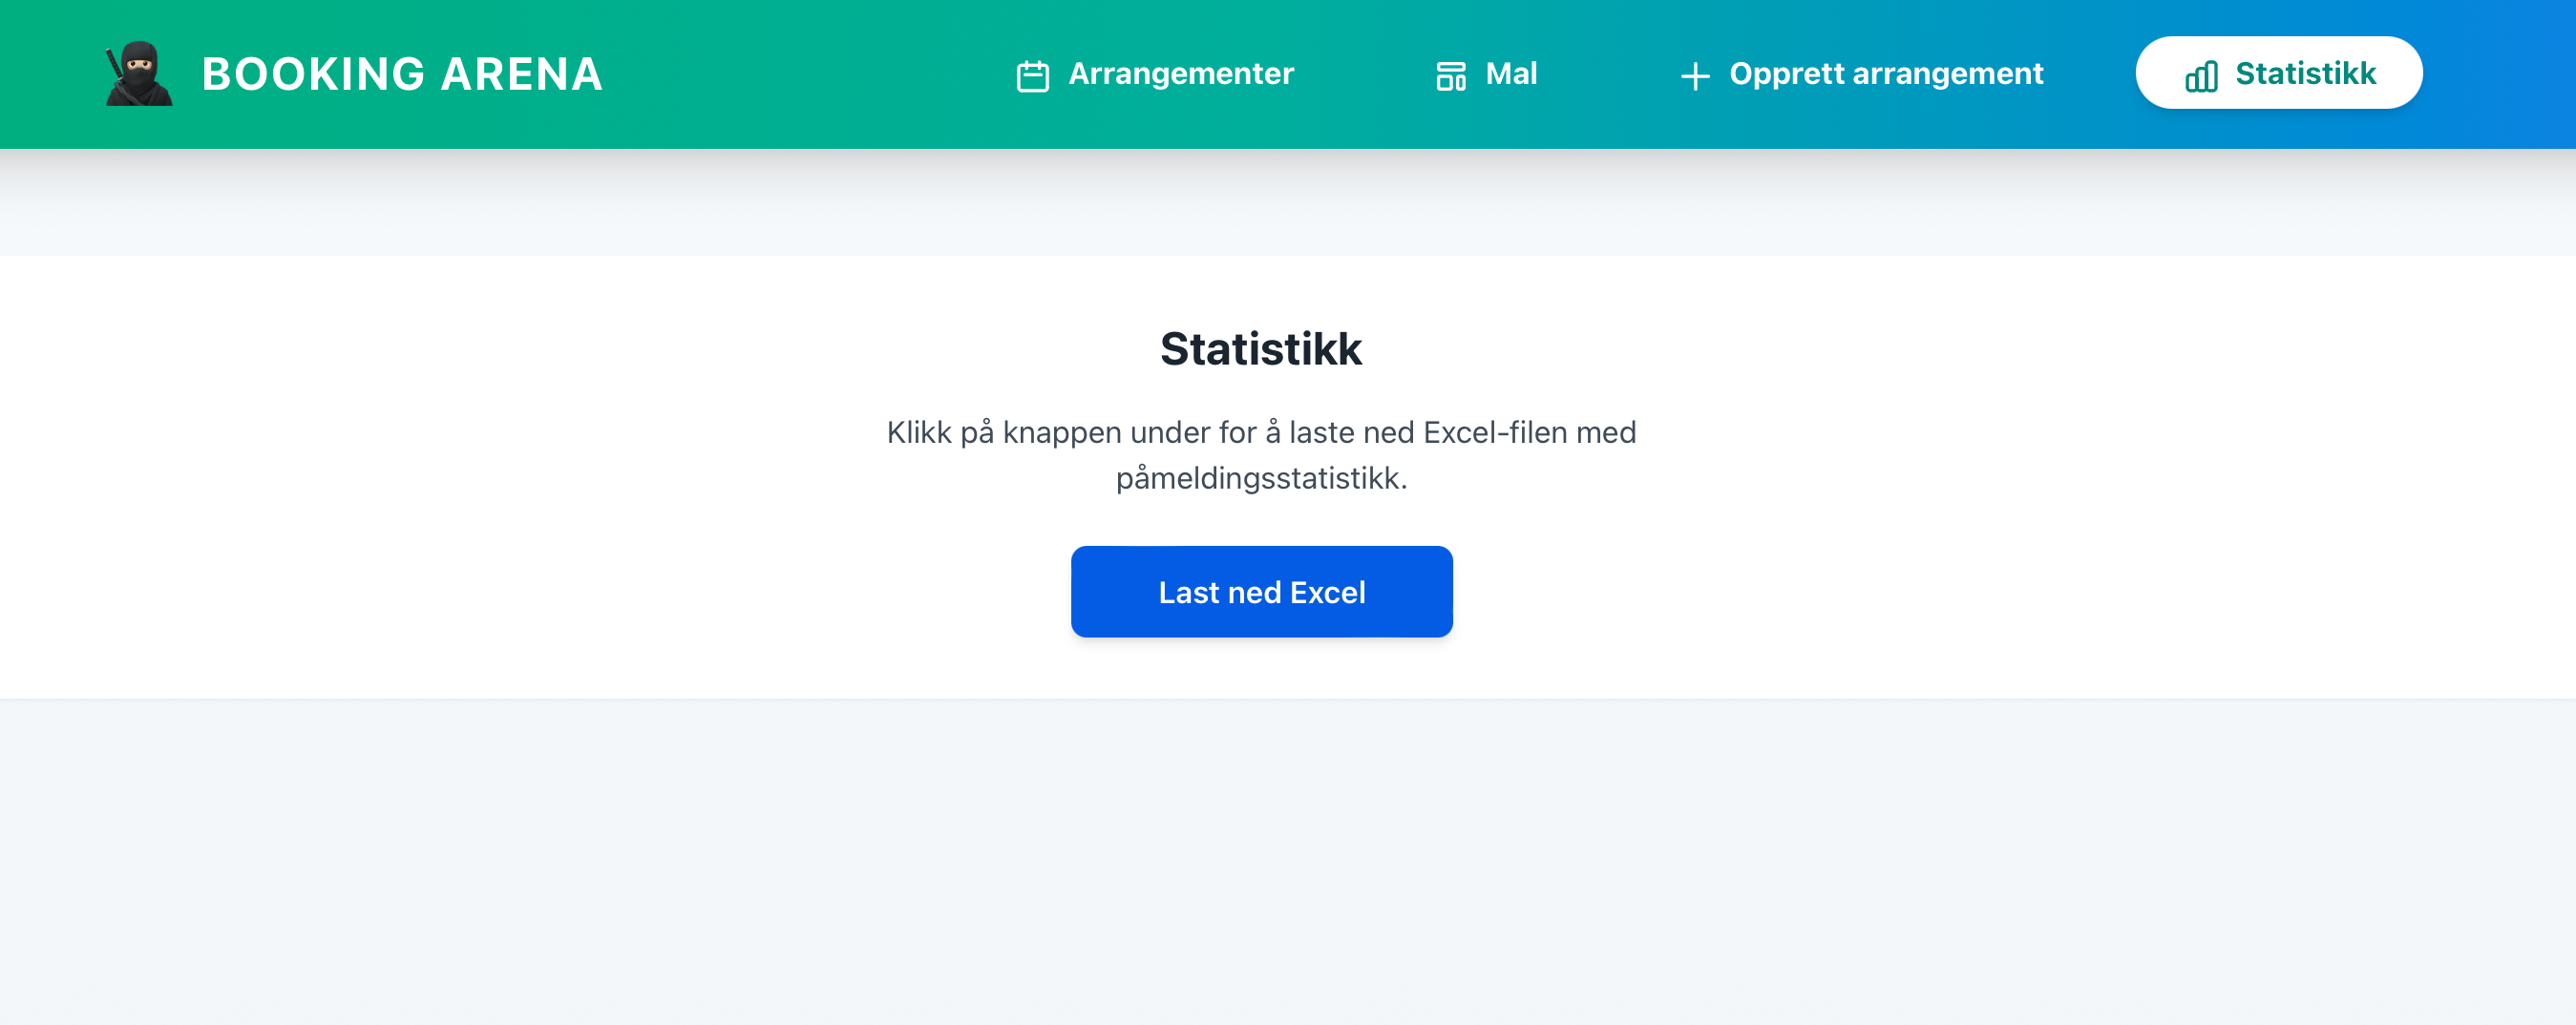 BOOKING ARENA
Arrangementer
Mal
Opprett arrangement
Statistikk
Statistikk
Klikk på knappen under for å laste ned Excel-filen med
påmeldingsstatistikk.
Last ned Excel